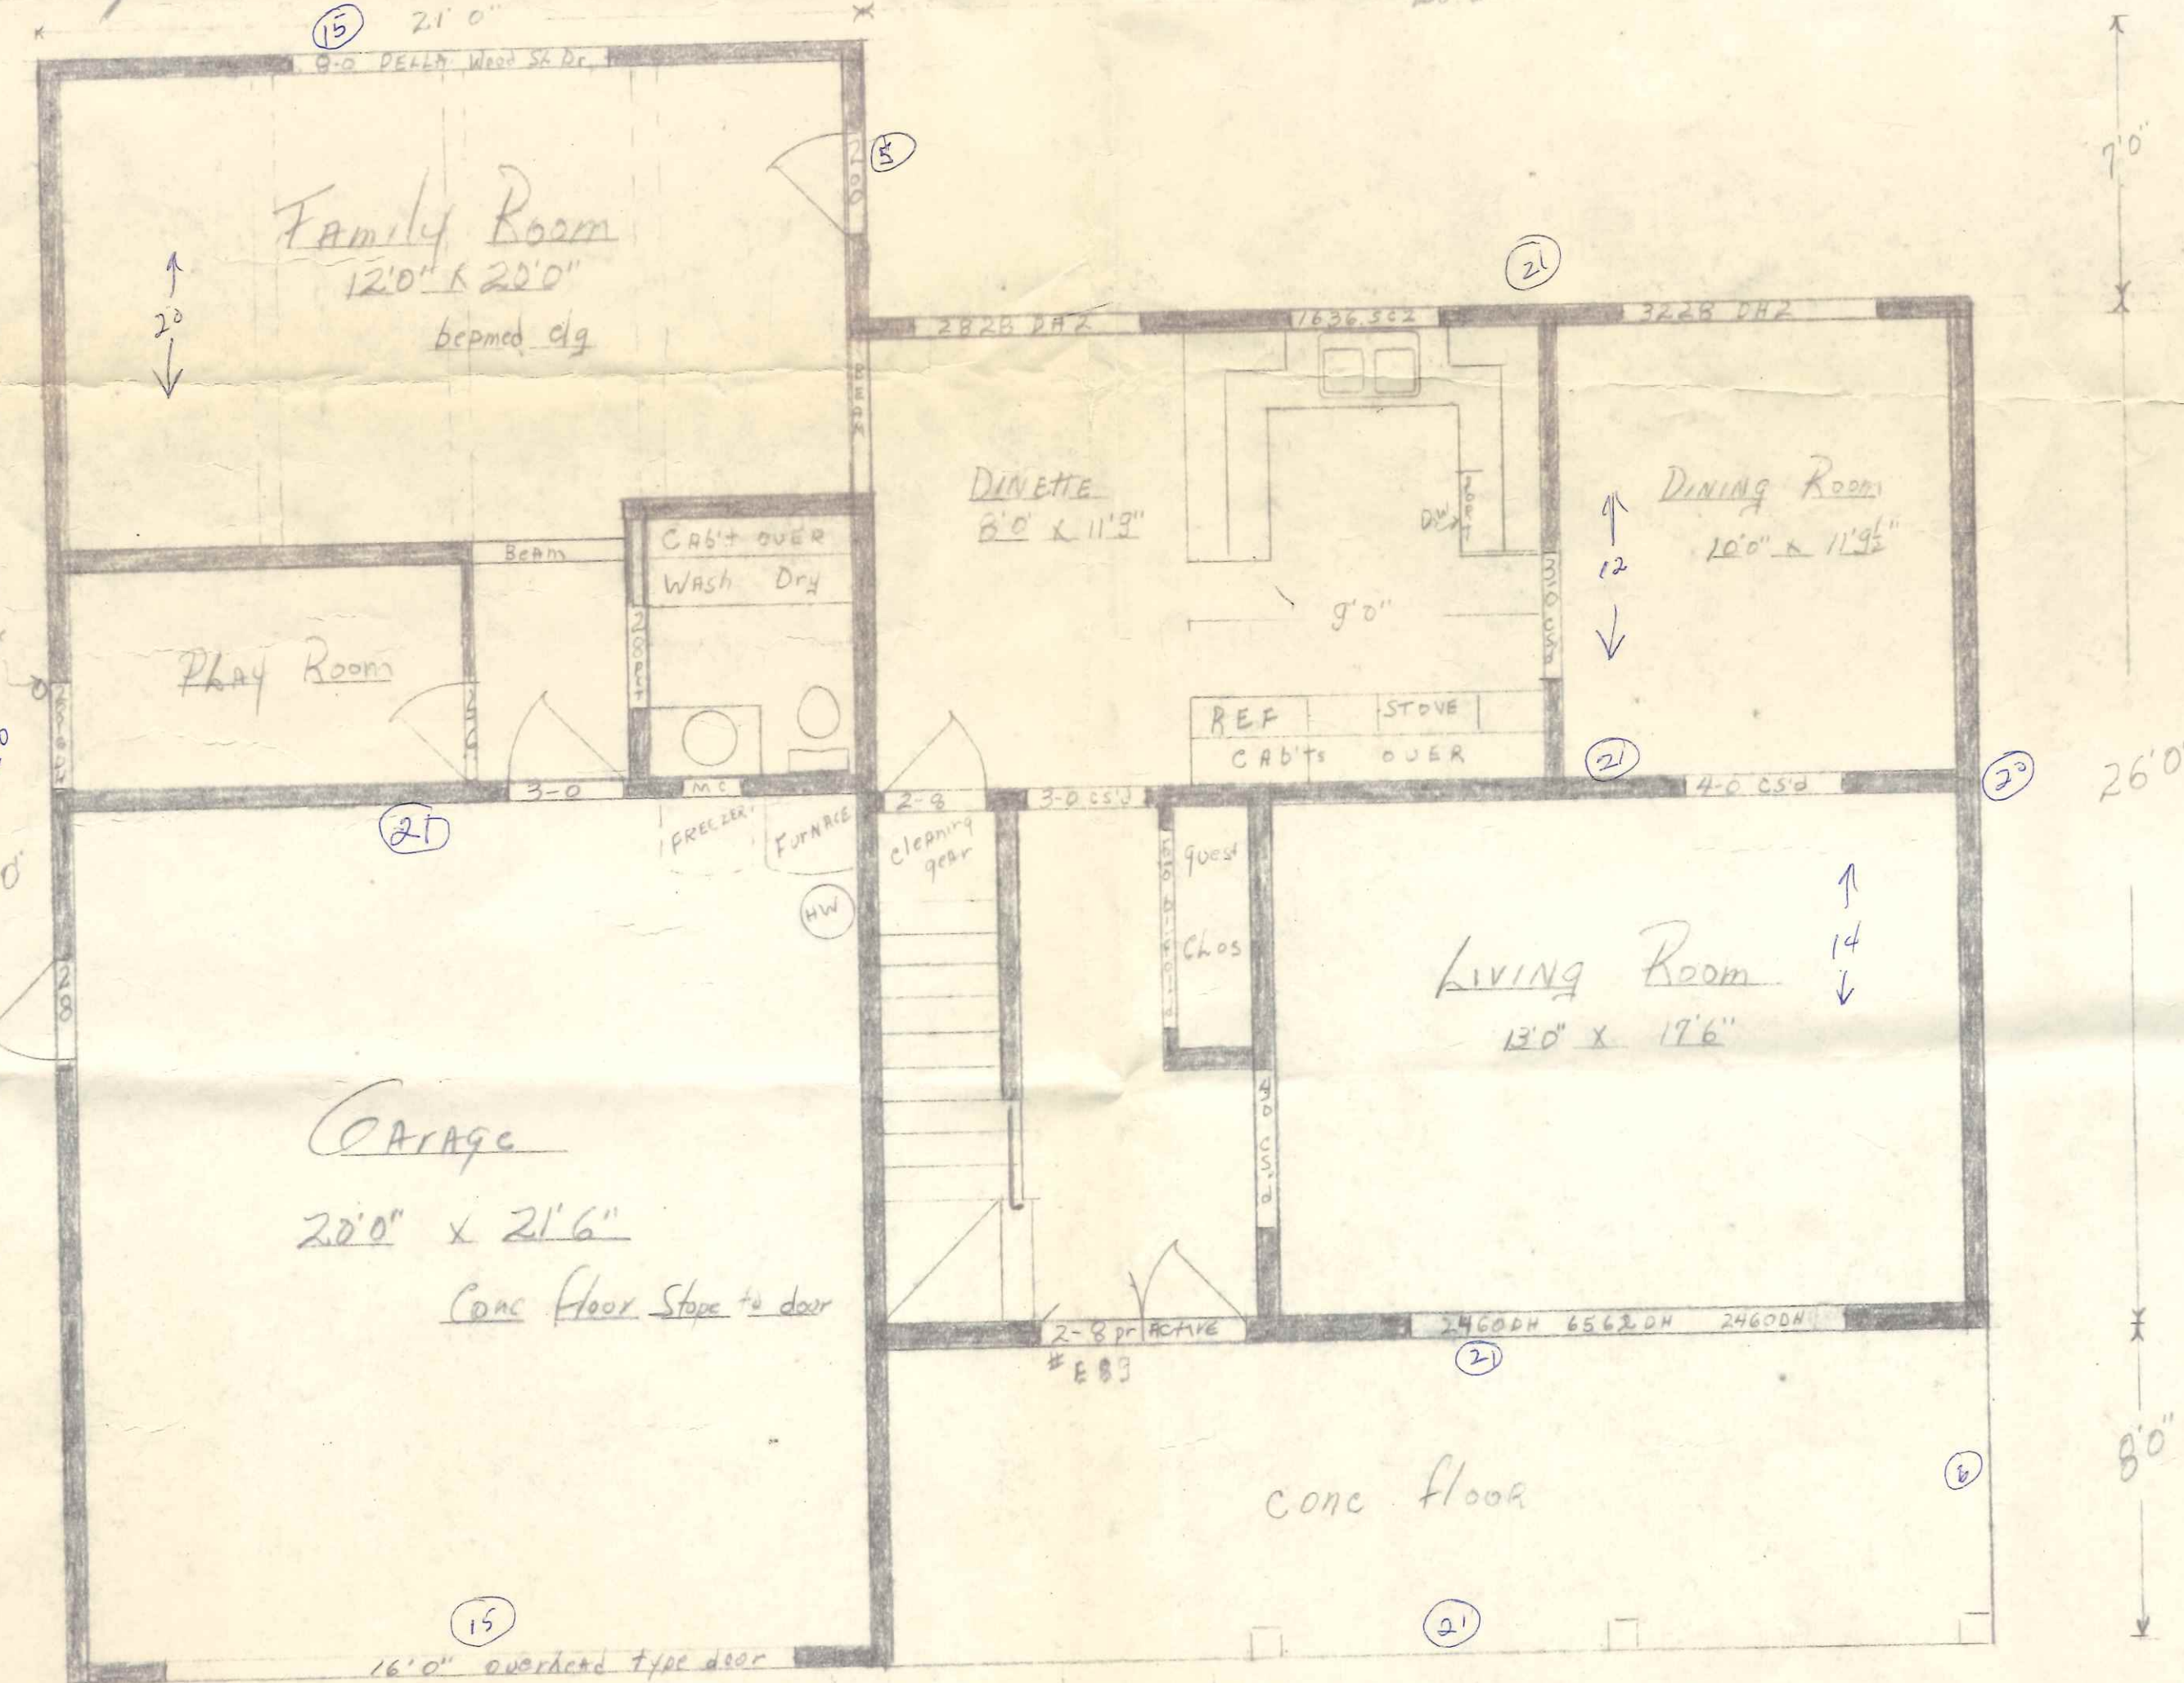 15
21' 0"
8-0 PELLA Wood Sl. Dr.
5
7'0"
Family Room
12'0" x 20'0"
beamed clg
20
21
2828 DH2
1636 SC2
3228 DH2
DINETTE
8'0" x 11'9"
DW
Dining Room
10'0" x 11'9½"
12
Beam
CAb't OVER
WASH Dry
9'0"
30 CS'd
PLAY Room
REF
STOVE
CAb'ts OVER
21
4-0 CS'd
20
26'0
3-0
MC
2-8
3-0 CS'd
21
FREEZER
FURNACE
Cleaning
gear
guest
CLOS
HW
28
Living Room
13'0" x 17'6"
14
GArAge
20'0" x 21'6"
Conc floor Slope to door
40 CS'd
2-8 pr ACTIVE
# E 89
2460DH 6562DH 2460DH
21
8'0"
6
conc floor
15
21
16'0" overhead type door